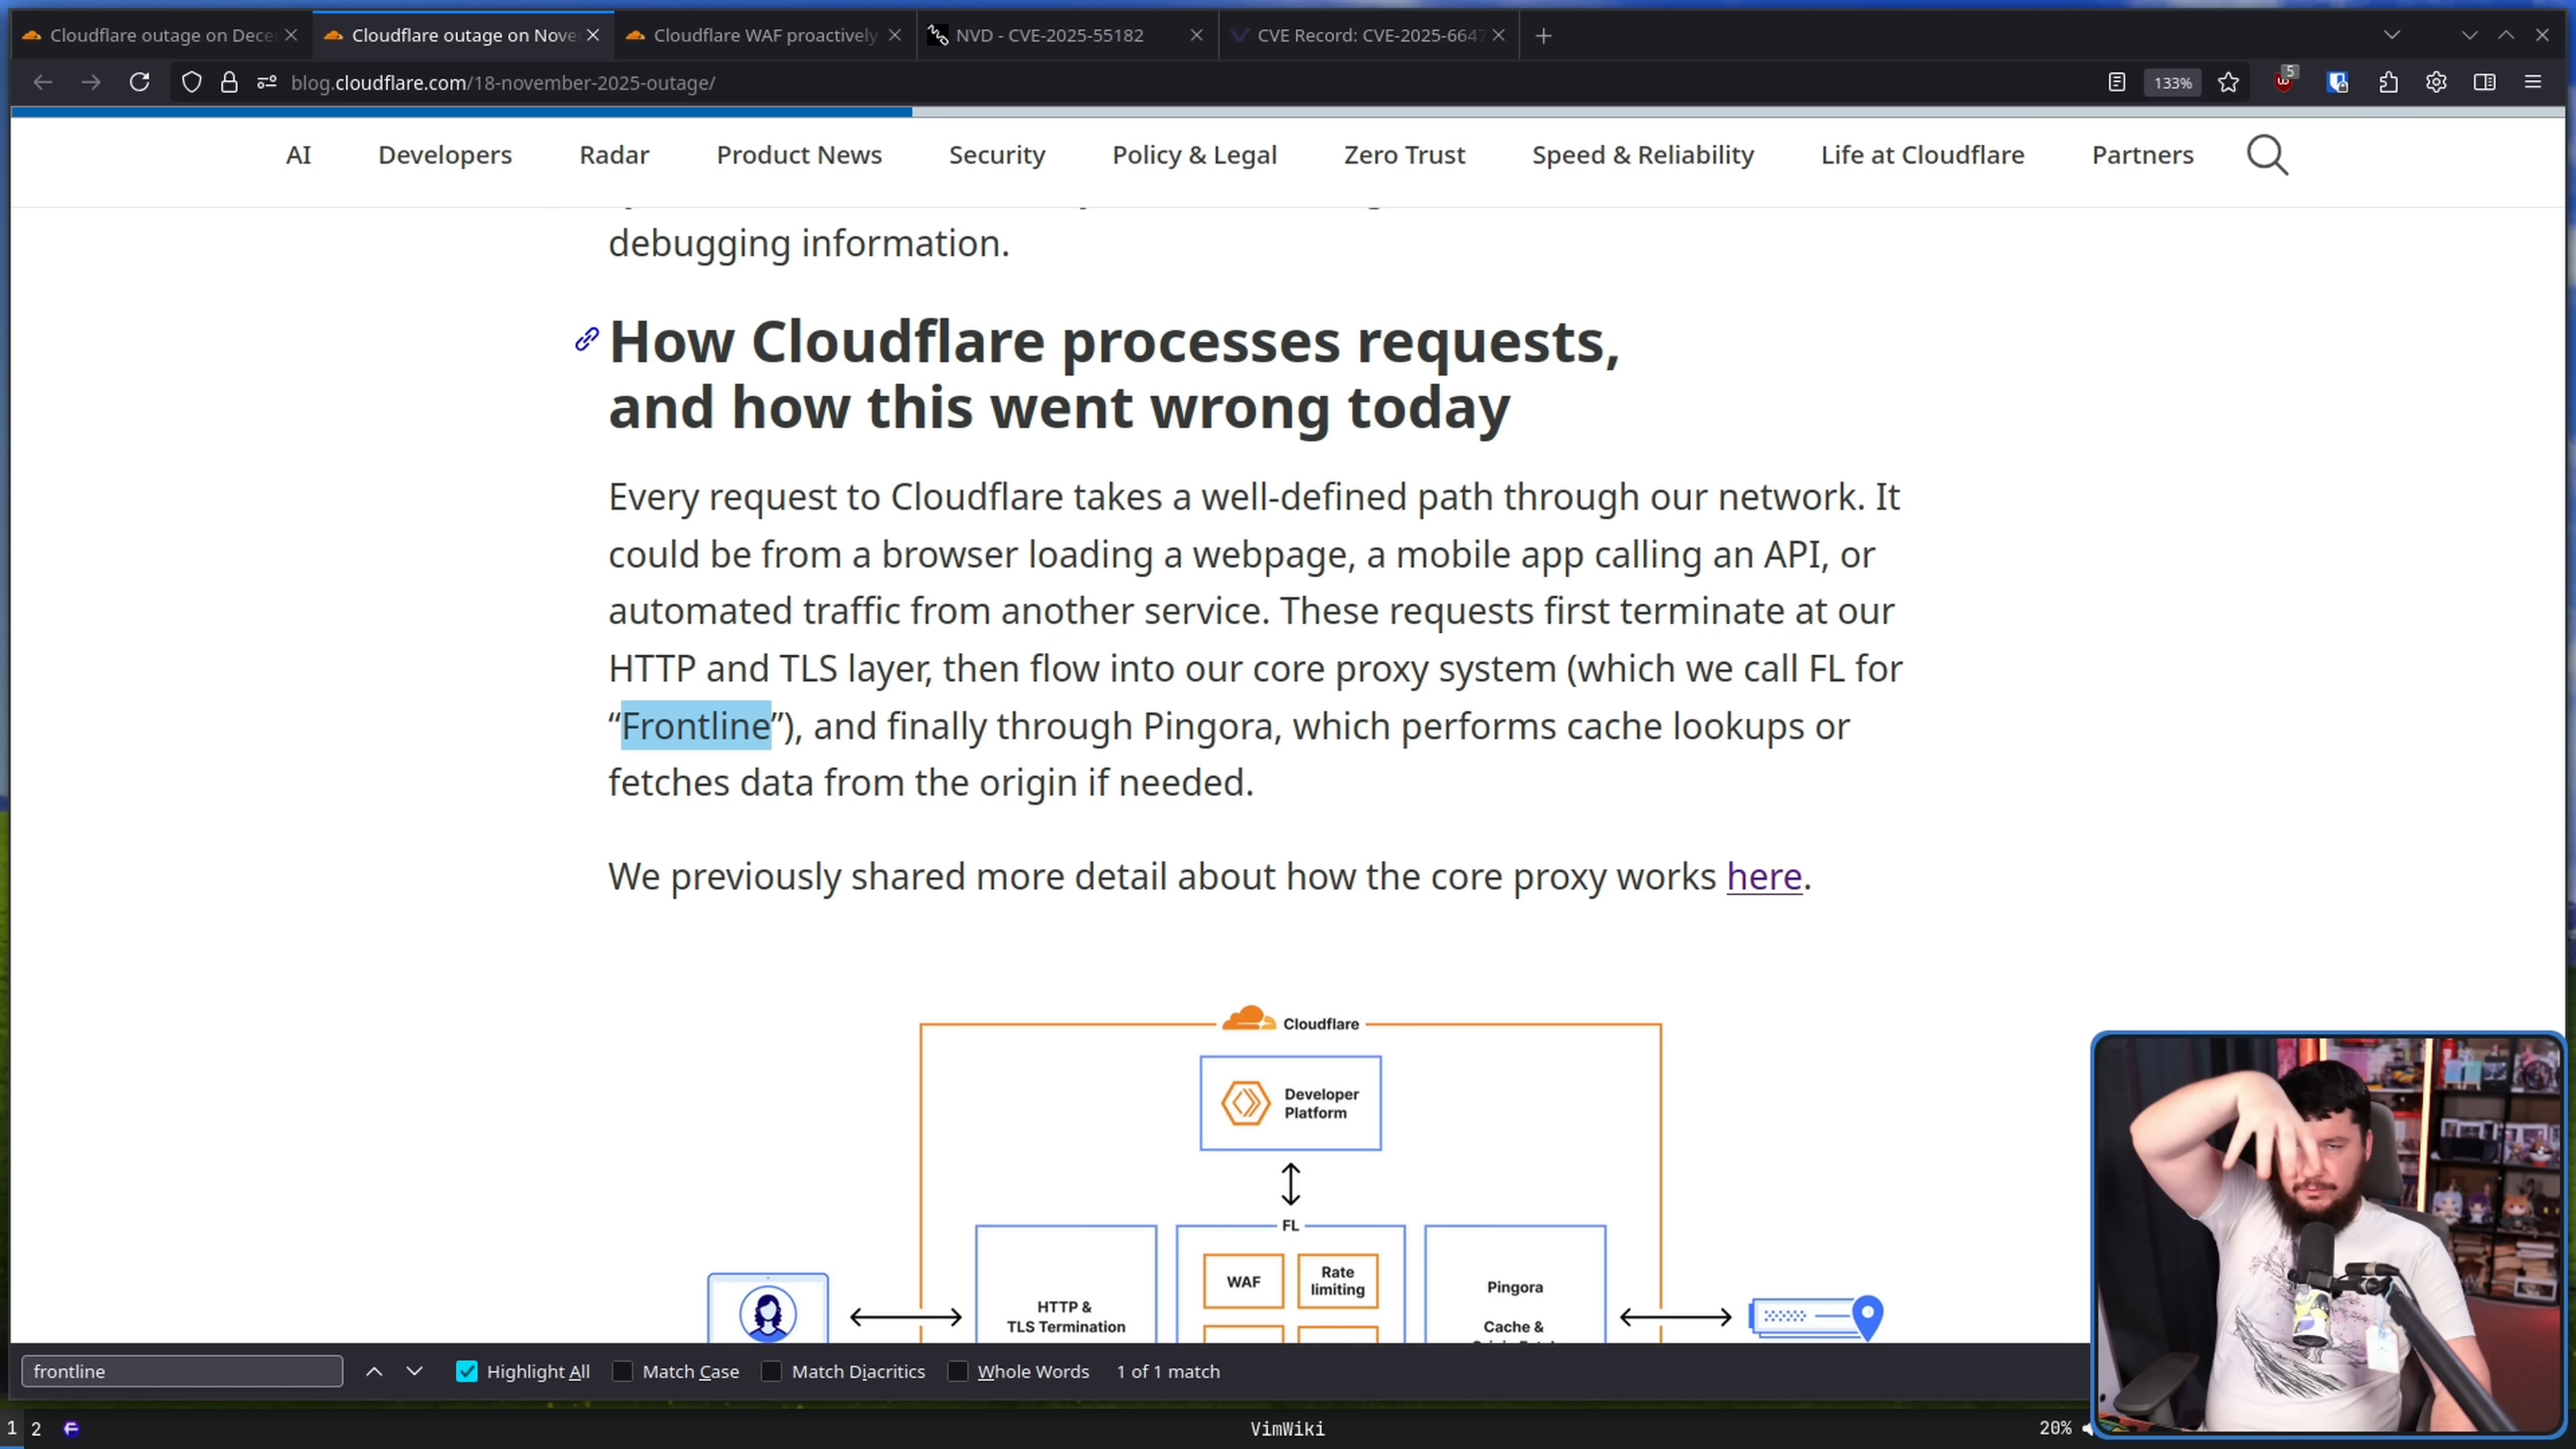 Cloudflare outage on Dece
Cloudflare outage on Nove
Cloudflare WAF proactively
NVD - CVE-2025-55182
CVE Record: CVE-2025-6647
blog.cloudflare.com/18-november-2025-outage/
133%
5
AI
Developers
Radar
Product News
Security
Policy & Legal
Zero Trust
Speed & Reliability
Life at Cloudflare
Partners
debugging information.
How Cloudflare processes requests,
and how this went wrong today
Every request to Cloudflare takes a well-defined path through our network. It
could be from a browser loading a webpage, a mobile app calling an API, or
automated traffic from another service. These requests first terminate at our
HTTP and TLS layer, then flow into our core proxy system (which we call FL for
“Frontline”), and finally through Pingora, which performs cache lookups or
fetches data from the origin if needed.
We previously shared more detail about how the core proxy works here.
Cloudflare
Developer
Platform
FL
WAF
Rate
limiting
HTTP &
TLS Termination
Pingora
Cache &
frontline
Highlight All
Match Case
Match Diacritics
Whole Words
1 of 1 match
1 2
VimWiki
20%